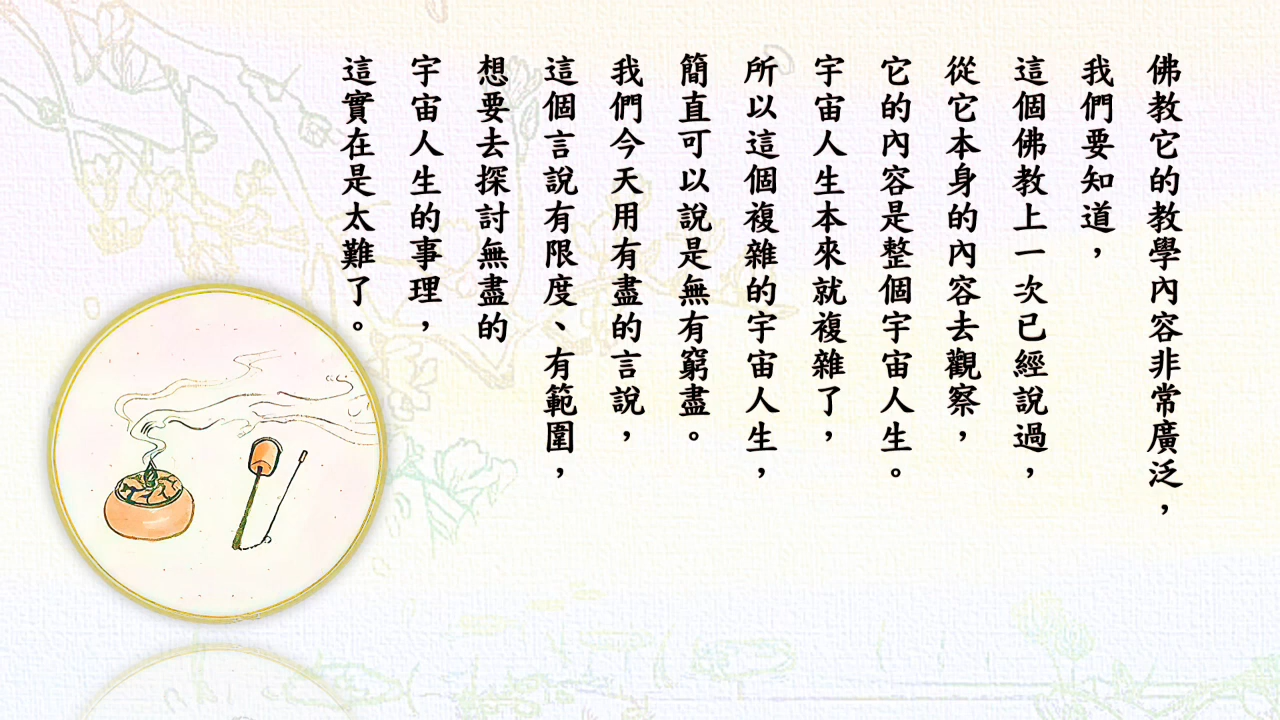 佛教它的教學內容非常廣泛，
我們要知道，
這個佛教上一次已經說過，
從它本身的內容去觀察，
它的內容是整個宇宙人生。
宇宙人生本來就複雜了，
所以這個複雜的宇宙人生，
簡直可以說是無有窮盡。
我們今天用有盡的言說，
這個言說有限度、有範圍，
想要去探討無盡的
宇宙人生的事理，
這實在是太難了。